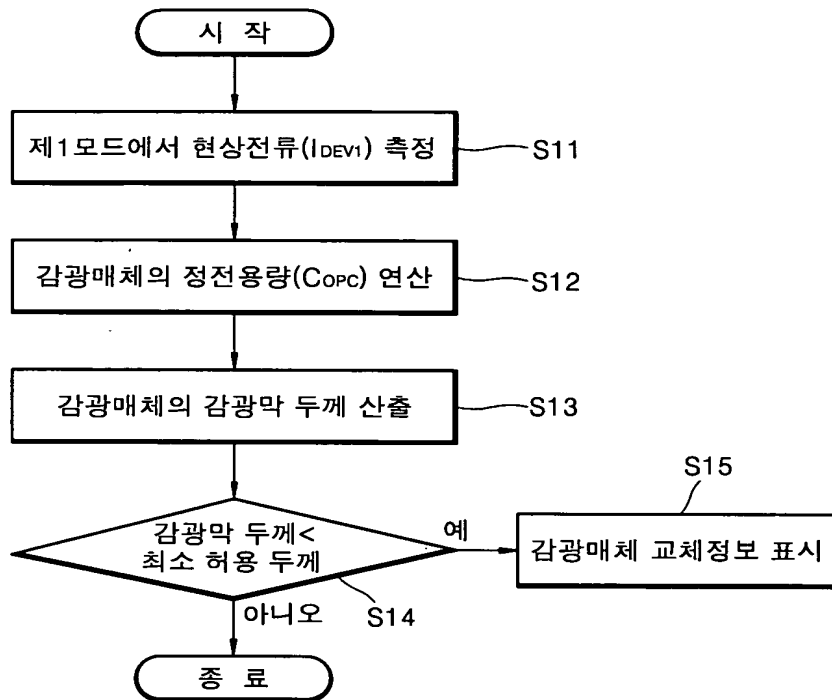 시 작
제1모드에서 현상전류(IDEV1) 측정
S11
감광매체의 정전용량(COPC) 연산
S12
감광매체의 감광막 두께 산출
S13
감광막 두께<
최소 허용 두께
예
S14
아니오
S15
감광매체 교체정보 표시
종 료